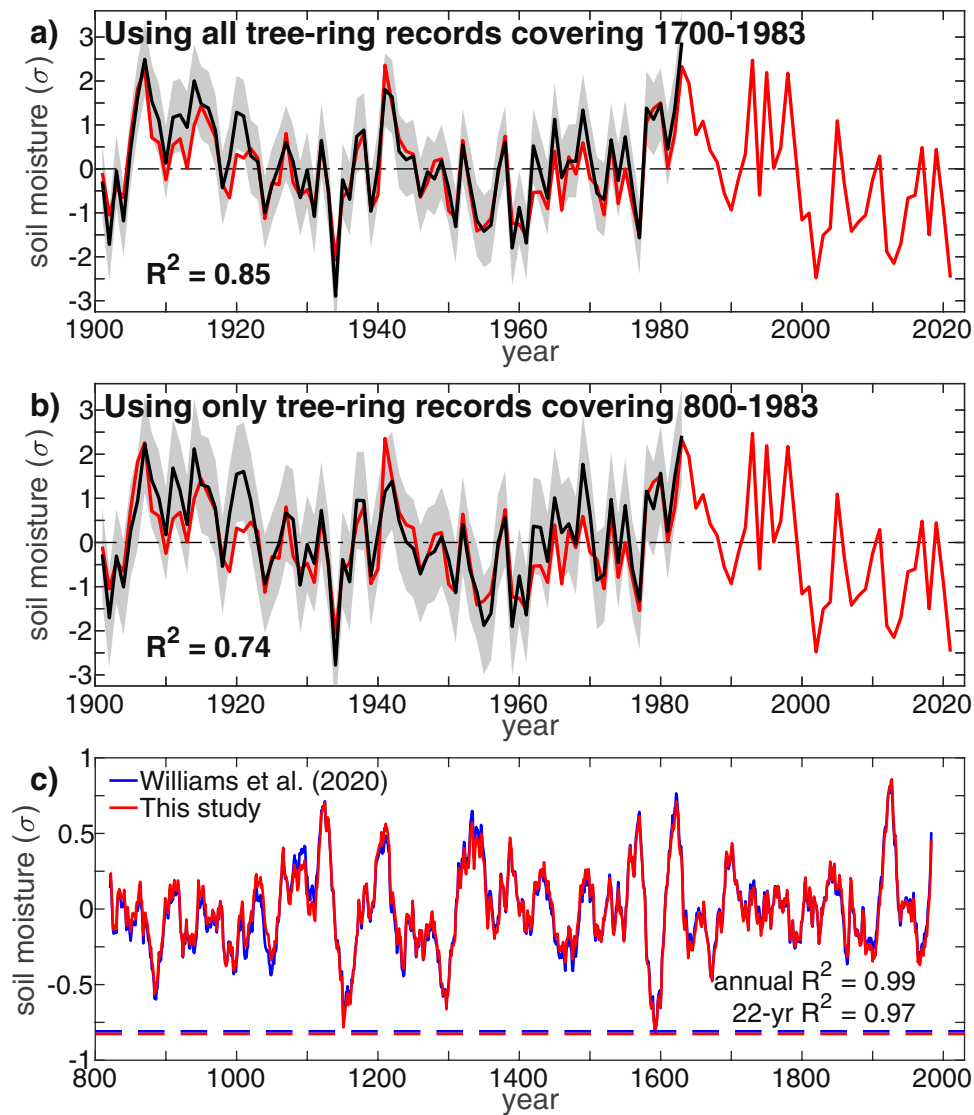 a) Using all tree-ring records covering 1700-1983
soil moisture (σ)
3
2
1
0
-1
-2
-3
R² = 0.85
1900 1920 1940 1960 1980 2000 2020
year
b) Using only tree-ring records covering 800-1983
soil moisture (σ)
3
2
1
0
-1
-2
-3
R² = 0.74
1900 1920 1940 1960 1980 2000 2020
year
c)
soil moisture (σ)
1
0.5
0
-0.5
-1
Williams et al. (2020)
This study
annual R² = 0.99
22-yr R² = 0.97
800 1000 1200 1400 1600 1800 2000
year